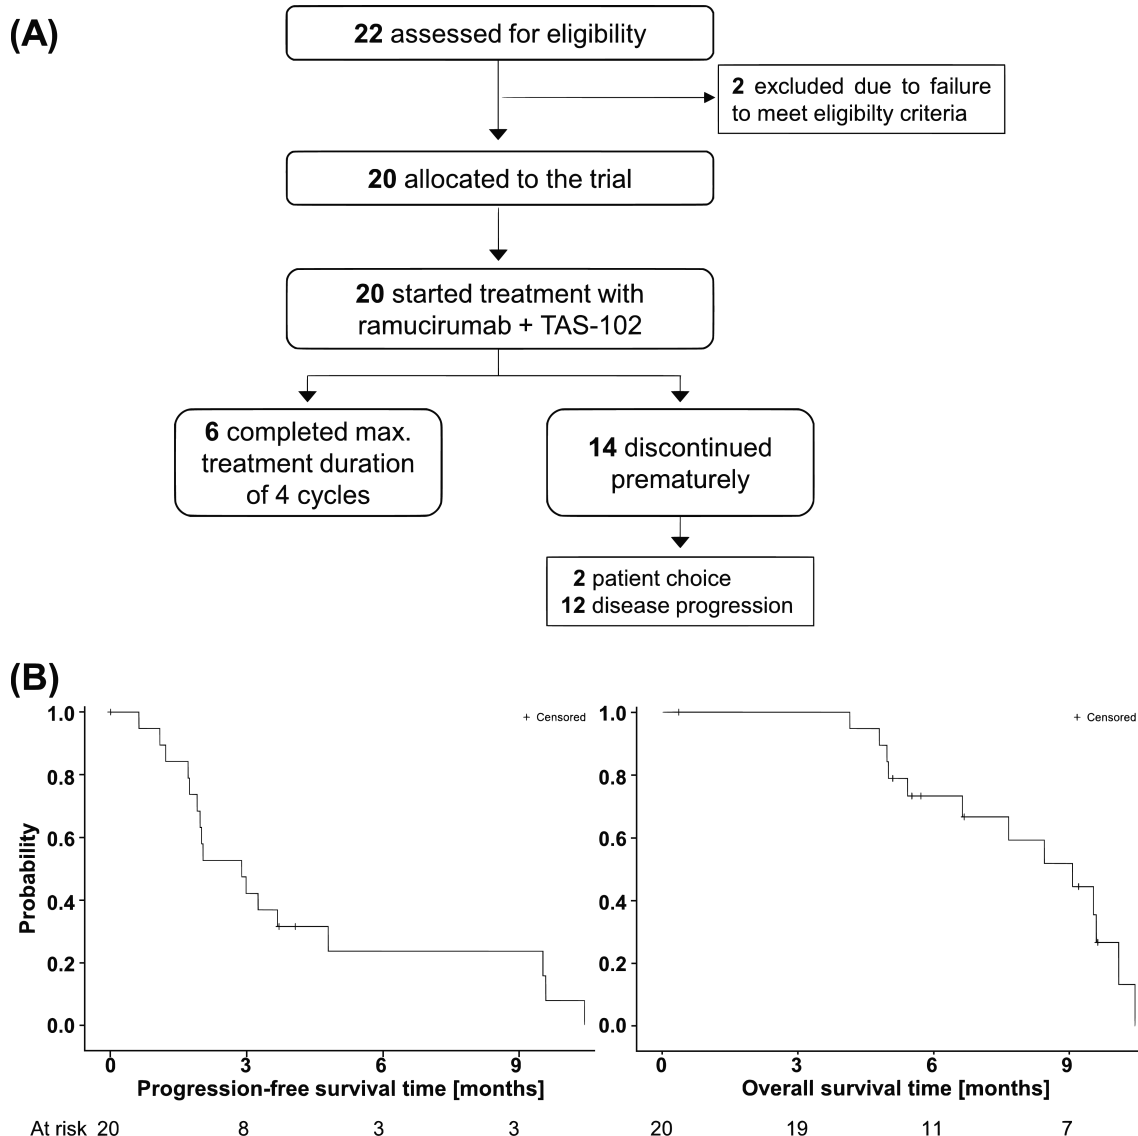 (A)
22 assessed for eligibility
2 excluded due to failure
to meet eligibilty criteria
20 allocated to the trial
20 started treatment with
ramucirumab + TAS-102
6 completed max.
treatment duration
of 4 cycles
14 discontinued
prematurely
2 patient choice
12 disease progression
(B)
Probability
1.0
0.8
0.6
0.4
0.2
0.0
+ Censored
0 3 6 9
Progression-free survival time [months]
At risk 20 8 3 3
1.0
0.8
0.6
0.4
0.2
0.0
+ Censored
0 3 6 9
Overall survival time [months]
20 19 11 7